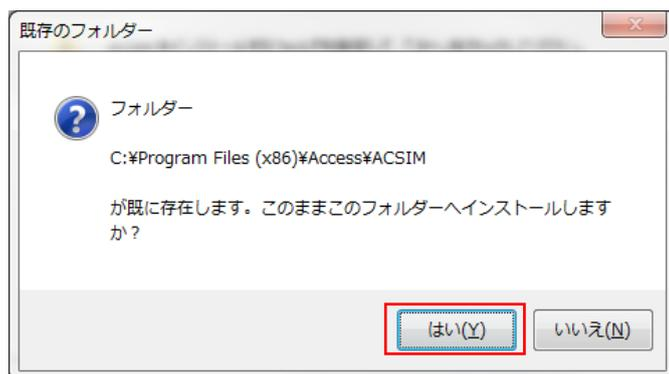 既存のフォルダー
フォルダー
C:¥Program Files (x86)¥Access¥ACSIM
が既に存在します。このままこのフォルダーへインストールします
か？
はい(Y)
いいえ(N)